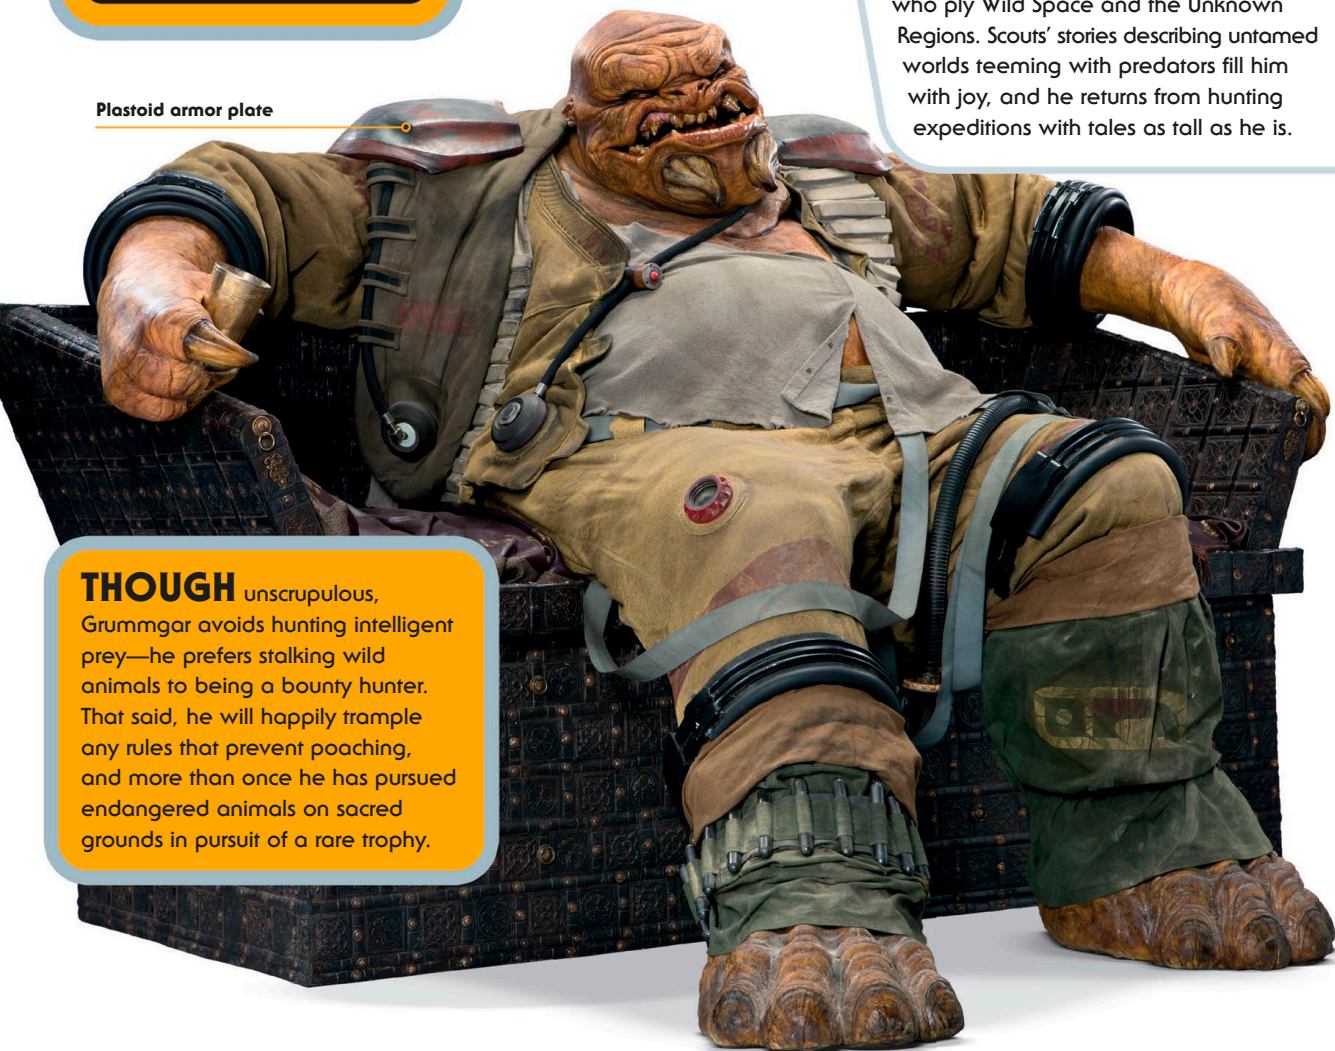 who ply Wild Space and the Unknown
Regions. Scouts' stories describing untamed
worlds teeming with predators fill him
with joy, and he returns from hunting
expeditions with tales as tall as he is.
Plastoid armor plate
THOUGH unscrupulous,
Grummgar avoids hunting intelligent
prey—he prefers stalking wild
animals to being a bounty hunter.
That said, he will happily trample
any rules that prevent poaching,
and more than once he has pursued
endangered animals on sacred
grounds in pursuit of a rare trophy.